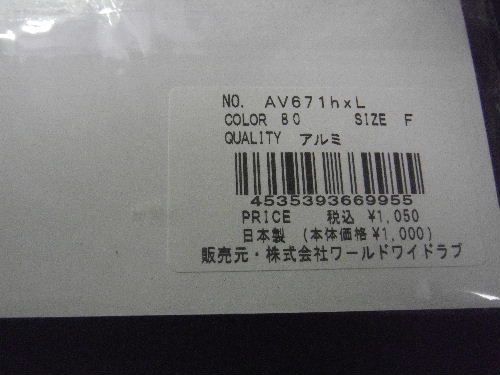 NO. AV671hxL
COLOR 80 SIZE F
QUALITY アルミ
4535393669955
PRICE 税込 ¥1,050
日本製 (本体価格¥1,000)
販売元・株式会社ワールドワイドラブ